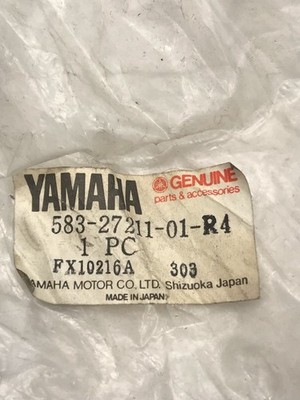 YAMAHA GENUINE
parts & accessories
583-27211-01-R4
1 PC
FX10216A 303
YAMAHA MOTOR CO. LTD. Shizuoka Japan
MADE IN JAPAN